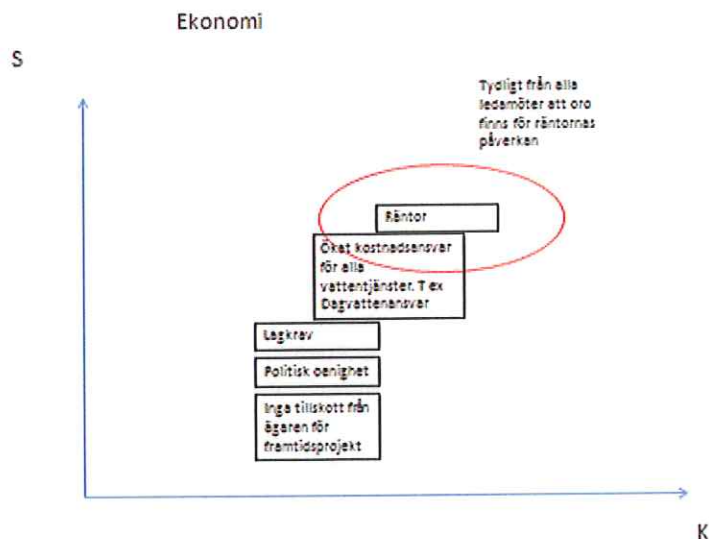 Ekonomi
S
Tydligt från alla
ledamöter att oro
finns för räntornas
påverkan
Räntor
Ökat kostnadsansvar
för alla
vattentjänster. T ex
Dagvattenansvar
Lagkrav
Politisk oenighet
Inga tillskott från
ägaren för
framtidsprojekt
K